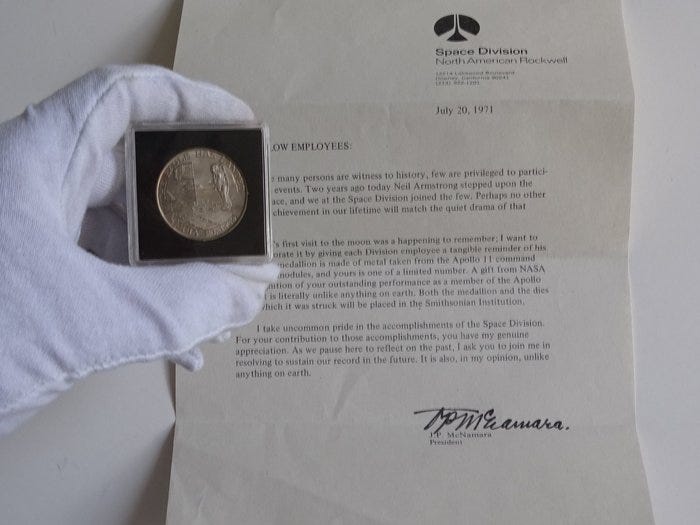 Space Division
North American Rockwell
12214 Lakewood Boulevard
Downey, California 90241
July 20, 1971
LOW EMPLOYEES:
many persons are witness to history, few are privileged to partici-
events. Two years ago today Neil Armstrong stepped upon the
ace, and we at the Space Division joined the few. Perhaps no other
chievement in our lifetime will match the quiet drama of that
's first visit to the moon was a happening to remember; I want to
orate it by giving each Division employee a tangible reminder of his
medallion is made of metal taken from the Apollo 11 command
modules, and yours is one of a limited number. A gift from NASA
ition of your outstanding performance as a member of the Apollo
is literally unlike anything on earth. Both the medallion and the dies
which it was struck will be placed in the Smithsonian Institution.
I take uncommon pride in the accomplishments of the Space Division.
For your contribution to those accomplishments, you have my genuine
appreciation. As we pause here to reflect on the past, I ask you to join me in
resolving to sustain our record in the future. It is also, in my opinion, unlike
anything on earth.
JP McNamara.
J.P. McNamara
President